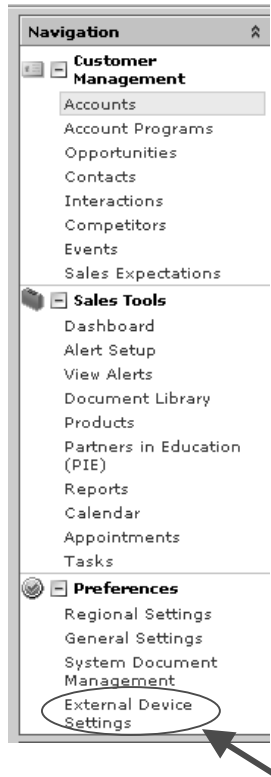 Navigation
Customer
Management
Accounts
Account Programs
Opportunities
Contacts
Interactions
Competitors
Events
Sales Expectations
Sales Tools
Dashboard
Alert Setup
View Alerts
Document Library
Products
Partners in Education
(PIE)
Reports
Calendar
Appointments
Tasks
Preferences
Regional Settings
General Settings
System Document
Management
External Device
Settings